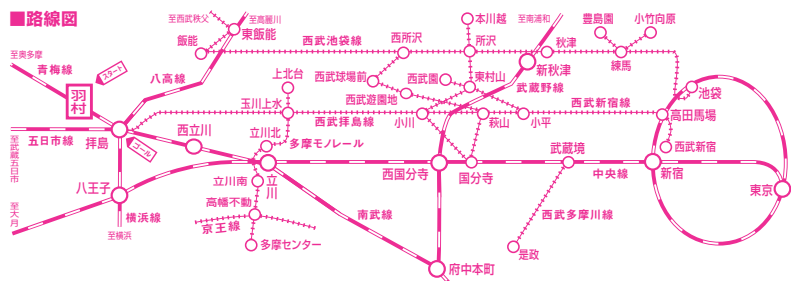 ■路線図
至西武秩父
至高麗川
東飯能
飯能
西武池袋線
西所沢
本川越
所沢
至南浦和
秋津
新秋津
豊島園
小竹向原
練馬
至奥多摩
青梅線
スタート
羽村
八高線
上北台
西武球場前
西武園
東村山
武蔵野線
玉川上水
西武遊園地
西武新宿線
池袋
西武拝島線
小川
萩山
小平
高田馬場
五日市線
拝島
ゴール
西立川
立川北
多摩モノレール
武蔵境
西武新宿
至武蔵五日市
立川南
立川
西国分寺
国分寺
中央線
新宿
東京
八王子
高幡不動
南武線
西武多摩川線
至大月
横浜線
至横浜
京王線
多摩センター
府中本町
是政